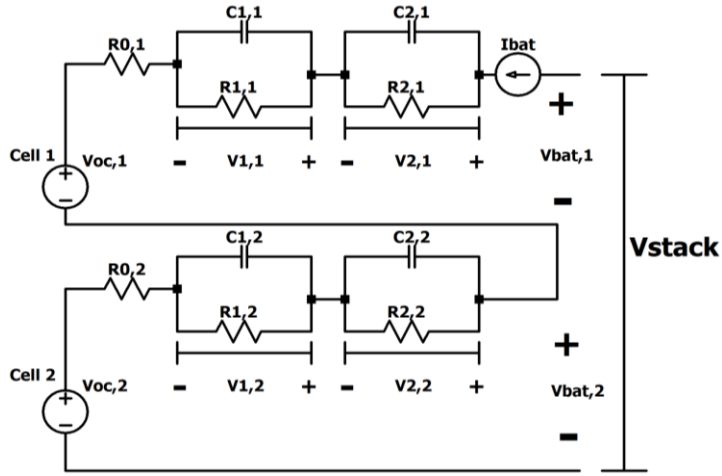 C1,1 C2,1
R0,1 Ibat
R1,1 R2,1
+
Cell 1 + Voc,1 - V1,1 + - V2,1 + Vbat,1
-
-
C1,2 C2,2 Vstack
R0,2
R1,2 R2,2
+
Cell 2 + Voc,2 - V1,2 + - V2,2 + Vbat,2
-
-